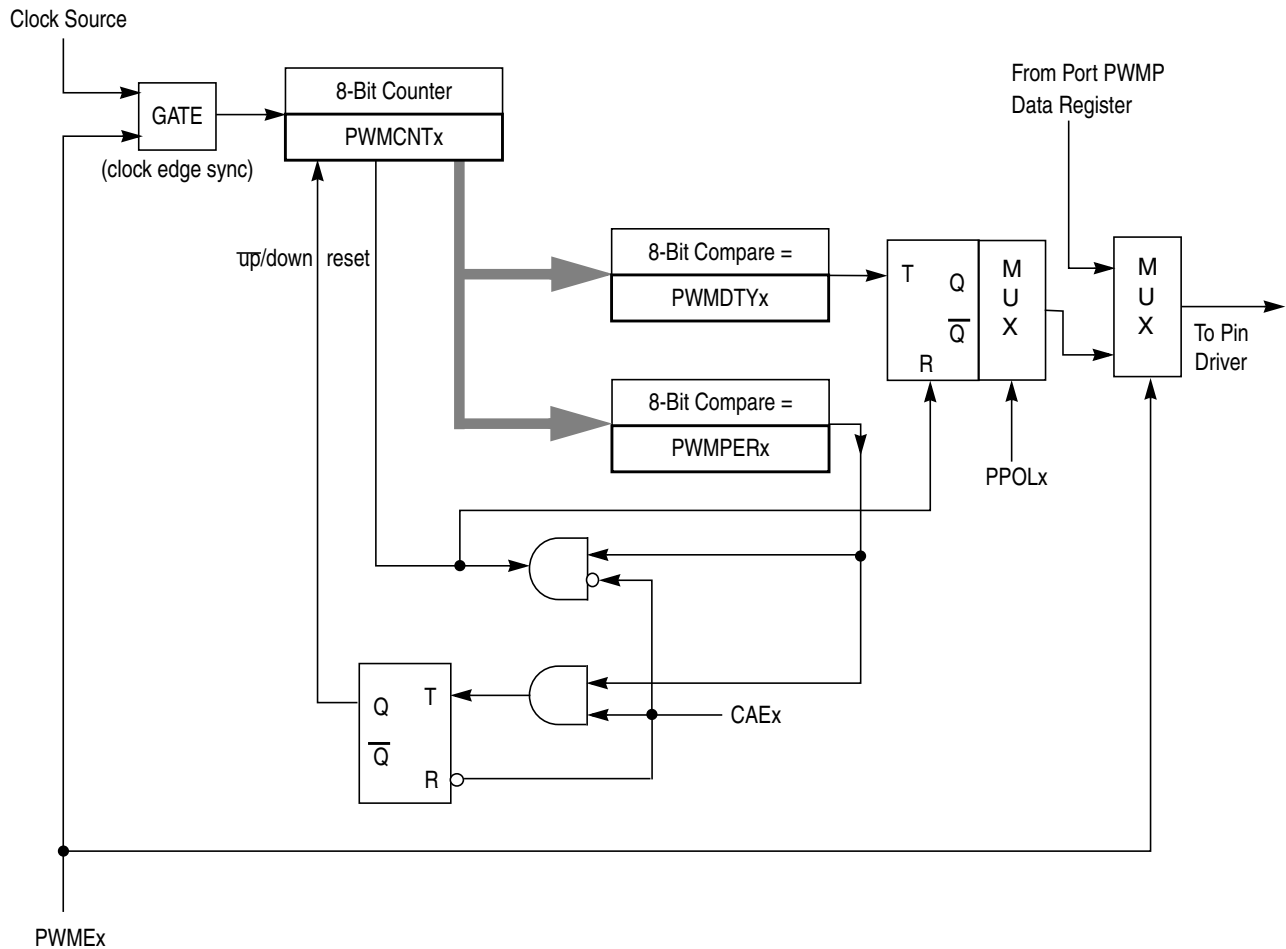 Clock Source
GATE
(clock edge sync)
8-Bit Counter
PWMCNTx
From Port PWMP
Data Register
u̅p̅/down
reset
8-Bit Compare =
PWMDTYx
T
Q
Q̅
R
M
U
X
M
U
X
To Pin
Driver
8-Bit Compare =
PWMPERx
PPOLx
Q
T
Q̅
R
CAEx
PWMEx